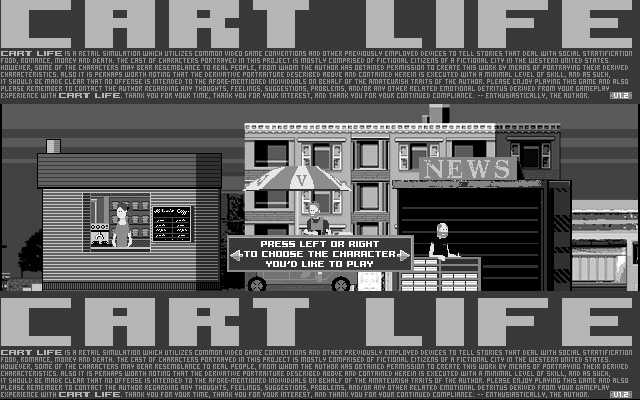 CART LIFE
CART LIFE IS A RETAIL SIMULATION WHICH UTILIZES COMMON VIDEO GAME CONVENTIONS AND OTHER PREVIOUSLY EMPLOYED DEVICES TO TELL STORIES THAT DEAL WITH SOCIAL STRATIFICATION
FOOD, ROMANCE, MONEY AND DEATH. THE CAST OF CHARACTERS PORTRAYED IN THIS PROJECT IS MOSTLY COMPRISED OF FICTIONAL CITIZENS OF A FICTIONAL CITY IN THE WESTERN UNITED STATES.
HOWEVER, SOME OF THE CHARACTERS MAY BEAR RESEMBLANCE TO REAL PEOPLE, FROM WHOM THE AUTHOR HAS OBTAINED PERMISSION TO CREATE THIS WORK BY MEANS OF PORTRAYING THEIR DERIVED
CHARACTERISTICS. ALSO IT IS PERHAPS WORTH NOTING THAT THE DERIVATIVE PORTRAITURE DESCRIBED ABOVE AND CONTAINED HEREIN IS EXECUTED WITH A MINIMAL LEVEL OF SKILL, AND AS SUCH,
IT SHOULD BE MADE CLEAR THAT NO OFFENSE IS INTENDED TO THE AFORE-MENTIONED INDIVIDUALS ON BEHALF OF THE AMATEURISH TRAITS OF THE AUTHOR. PLEASE ENJOY PLAYING THIS GAME AND ALSO
PLEASE REMEMBER TO CONTACT THE AUTHOR REGARDING ANY THOUGHTS, FEELINGS, SUGGESTIONS, PROBLEMS, AND/OR ANY OTHER RELATED EMOTIONAL DETRITUS DERIVED FROM YOUR GAMEPLAY
EXPERIENCE WITH CART LIFE. THANK YOU FOR YOUR TIME, THANK YOU FOR YOUR INTEREST, AND THANK YOU FOR YOUR CONTINUED COMPLIANCE. -- ENTHUSIASTICALLY, THE AUTHOR. V1.2
NEWS
V
PRESS LEFT OR RIGHT
TO CHOOSE THE CHARACTER
YOU'D LIKE TO PLAY
CART LIFE
CART LIFE IS A RETAIL SIMULATION WHICH UTILIZES COMMON VIDEO GAME CONVENTIONS AND OTHER PREVIOUSLY EMPLOYED DEVICES TO TELL STORIES THAT DEAL WITH SOCIAL STRATIFICATION
FOOD, ROMANCE, MONEY AND DEATH. THE CAST OF CHARACTERS PORTRAYED IN THIS PROJECT IS MOSTLY COMPRISED OF FICTIONAL CITIZENS OF A FICTIONAL CITY IN THE WESTERN UNITED STATES.
HOWEVER, SOME OF THE CHARACTERS MAY BEAR RESEMBLANCE TO REAL PEOPLE, FROM WHOM THE AUTHOR HAS OBTAINED PERMISSION TO CREATE THIS WORK BY MEANS OF PORTRAYING THEIR DERIVED
CHARACTERISTICS. ALSO IT IS PERHAPS WORTH NOTING THAT THE DERIVATIVE PORTRAITURE DESCRIBED ABOVE AND CONTAINED HEREIN IS EXECUTED WITH A MINIMAL LEVEL OF SKILL, AND AS SUCH,
IT SHOULD BE MADE CLEAR THAT NO OFFENSE IS INTENDED TO THE AFORE-MENTIONED INDIVIDUALS ON BEHALF OF THE AMATEURISH TRAITS OF THE AUTHOR. PLEASE ENJOY PLAYING THIS GAME AND ALSO
PLEASE REMEMBER TO CONTACT THE AUTHOR REGARDING ANY THOUGHTS, FEELINGS, SUGGESTIONS, PROBLEMS, AND/OR ANY OTHER RELATED EMOTIONAL DETRITUS DERIVED FROM YOUR GAMEPLAY
EXPERIENCE WITH CART LIFE. THANK YOU FOR YOUR TIME, THANK YOU FOR YOUR INTEREST, AND THANK YOU FOR YOUR CONTINUED COMPLIANCE. -- ENTHUSIASTICALLY, THE AUTHOR. V1.2